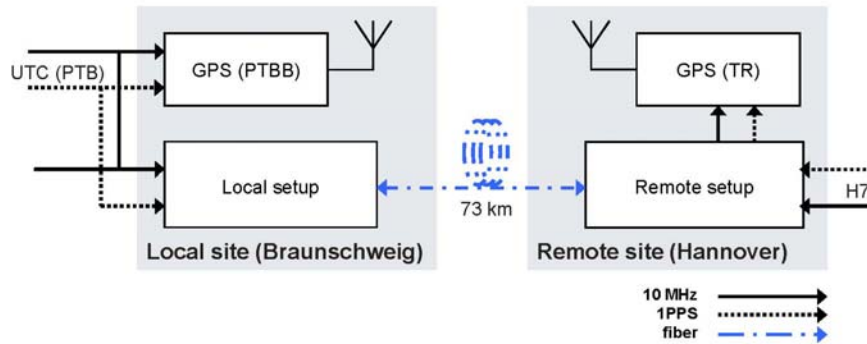 GPS (PTBB)
GPS (TR)
UTC (PTB)
Local setup
Remote setup
H7
73 km
Local site (Braunschweig)
Remote site (Hannover)
10 MHz
1PPS
fiber